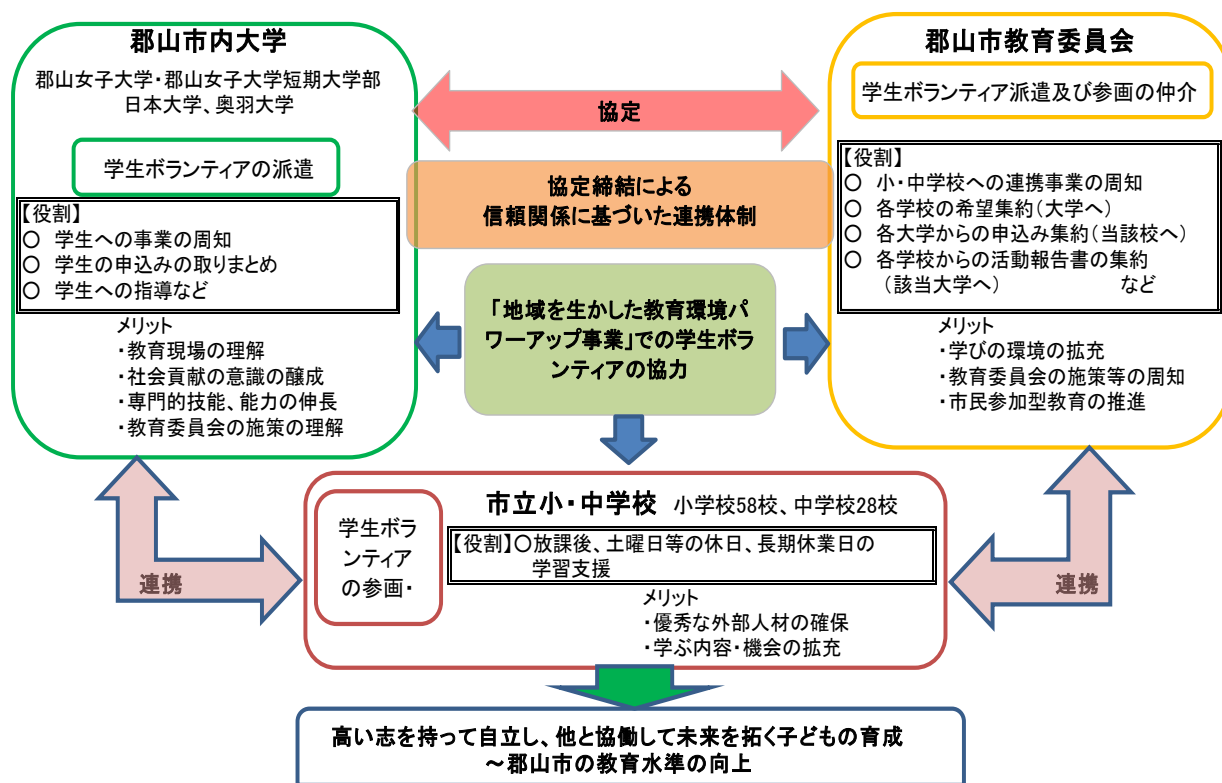 郡山市内大学
郡山女子大学・郡山女子大学短期大学部
日本大学、奥羽大学
学生ボランティアの派遣
【役割】
○ 学生への事業の周知
○ 学生の申込みの取りまとめ
○ 学生への指導など
メリット
・教育現場の理解
・社会貢献の意識の醸成
・専門的技能、能力の伸長
・教育委員会の施策の理解
協定
協定締結による
信頼関係に基づいた連携体制
「地域を生かした教育環境パ
ワーアップ事業」での学生ボラ
ンティアの協力
郡山市教育委員会
学生ボランティア派遣及び参画の仲介
【役割】
○ 小・中学校への連携事業の周知
○ 各学校の希望集約(大学へ)
○ 各大学からの申込み集約(当該校へ)
○ 各学校からの活動報告書の集約
(該当大学へ) など
メリット
・学びの環境の拡充
・教育委員会の施策等の周知
・市民参加型教育の推進
連携
連携
市立小・中学校 小学校58校、中学校28校
学生ボラ
ンティア
の参画・
【役割】○放課後、土曜日等の休日、長期休業日の
学習支援
メリット
・優秀な外部人材の確保
・学ぶ内容・機会の拡充
高い志を持って自立し、他と協働して未来を拓く子どもの育成
~郡山市の教育水準の向上